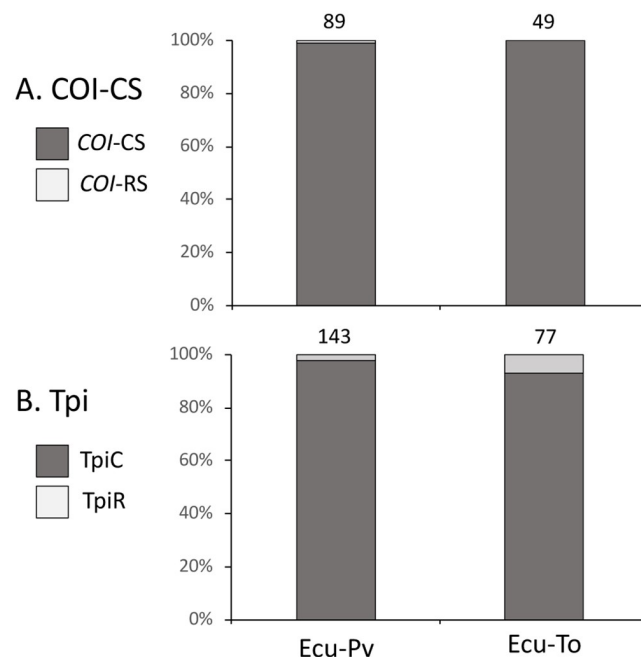 A. COI-CS
COI-CS
COI-RS
89
49
100%
80%
60%
40%
20%
0%
B. Tpi
TpiC
TpiR
143
77
100%
80%
60%
40%
20%
0%
Ecu-Pv
Ecu-To